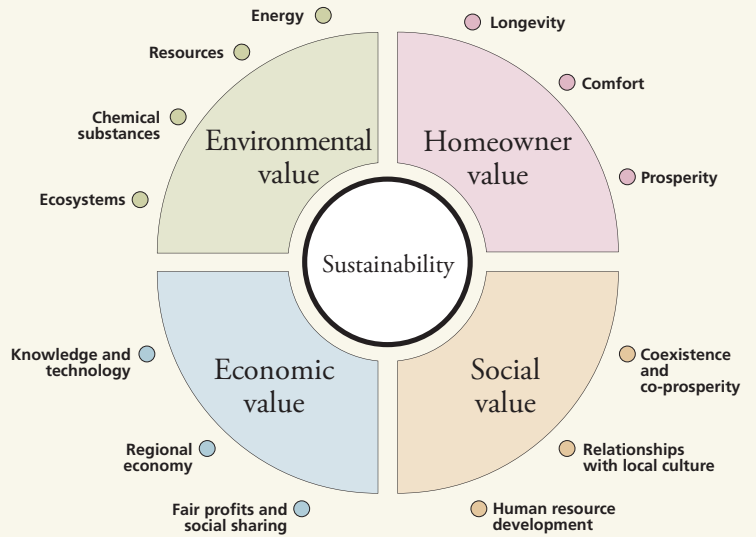 Energy
Resources
Chemical
substances
Ecosystems
Environmental
value
Longevity
Comfort
Prosperity
Homeowner
value
Sustainability
Knowledge and
technology
Regional
economy
Fair profits and
social sharing
Economic
value
Coexistence
and
co-prosperity
Relationships
with local culture
Human resource
development
Social
value